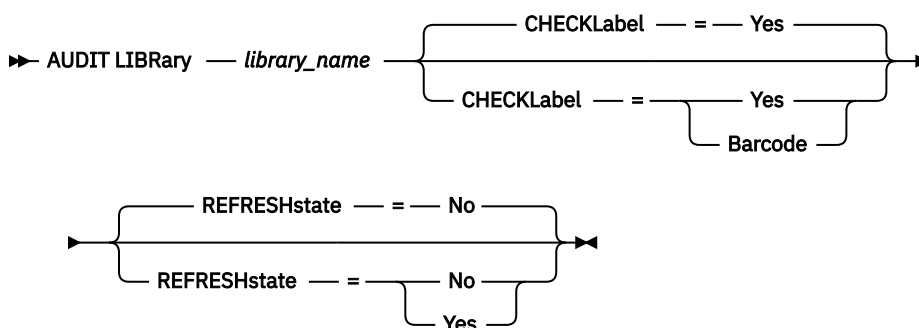 CHECKLabel = Yes
AUDIT LIBRary library_name
CHECKLabel = Yes
Barcode
REFRESHstate = No
REFRESHstate = No
Yes